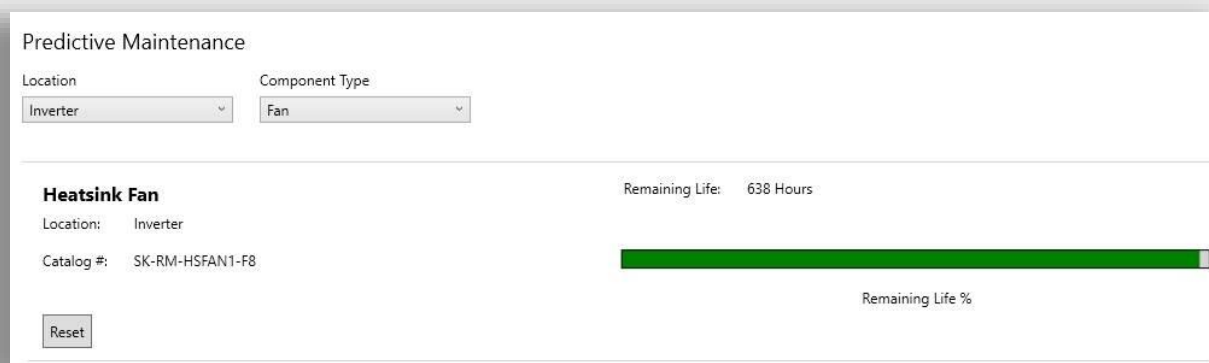 Predictive Maintenance
Location Component Type
Inverter Fan
Heatsink Fan
Remaining Life: 638 Hours
Location: Inverter
Catalog #: SK-RM-HSFAN1-F8
Remaining Life %
Reset